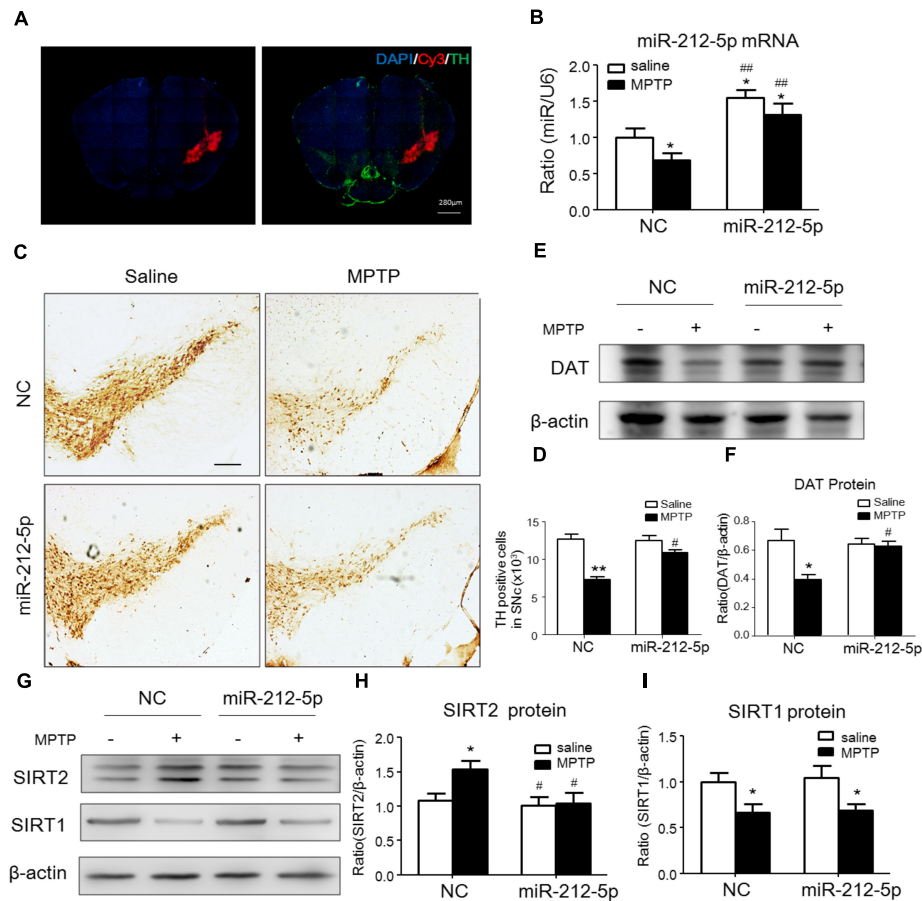 A
DAPI/Cy3/TH
280μm
B
miR-212-5p mRNA
saline
MPTP
Ratio (miR/U6)
2.0
1.5
1.0
0.5
0.0
*
##
*
##
*
NC
miR-212-5p
C
Saline
MPTP
NC
miR-212-5p
E
NC
miR-212-5p
MPTP
-
+
-
+
DAT
β-actin
D
Saline
MPTP
TH positive cells
in SNc(x10³)
15
10
5
0
**
#
NC
miR-212-5p
F
DAT Protein
Saline
MPTP
Ratio(DAT/β-actin)
0.8
0.6
0.4
0.2
0.0
*
#
NC
miR-212-5p
G
NC
miR-212-5p
MPTP
-
+
-
+
SIRT2
SIRT1
β-actin
H
SIRT2 protein
saline
MPTP
Ratio(SIRT2/β-actin)
2.0
1.5
1.0
0.5
0.0
*
#
#
NC
miR-212-5p
I
SIRT1 protein
saline
MPTP
Ratio (SIRT1/β-actin)
1.5
1.0
0.5
0.0
*
*
NC
miR-212-5p